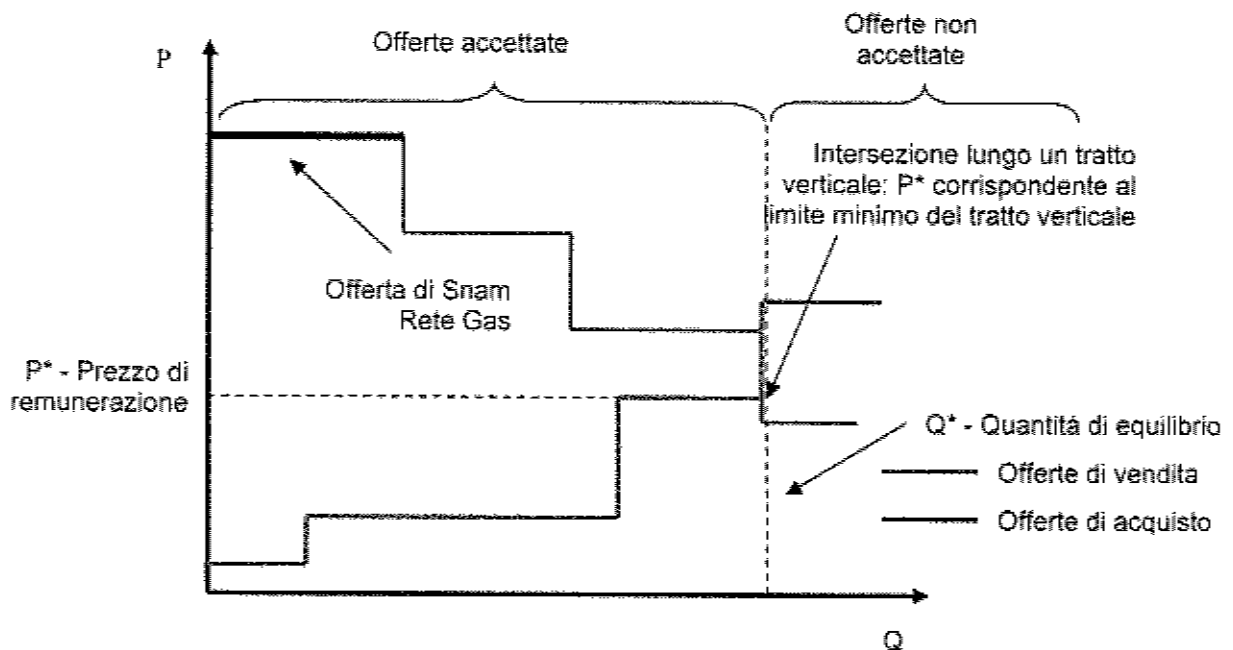 P
Offerte accettate
Offerte non
accettate
Intersezione lungo un tratto
verticale: P* corrispondente al
limite minimo del tratto verticale
Offerta di Snam
Rete Gas
P* - Prezzo di
remunerazione
Q* - Quantità di equilibrio
Offerte di vendita
Offerte di acquisto
Q